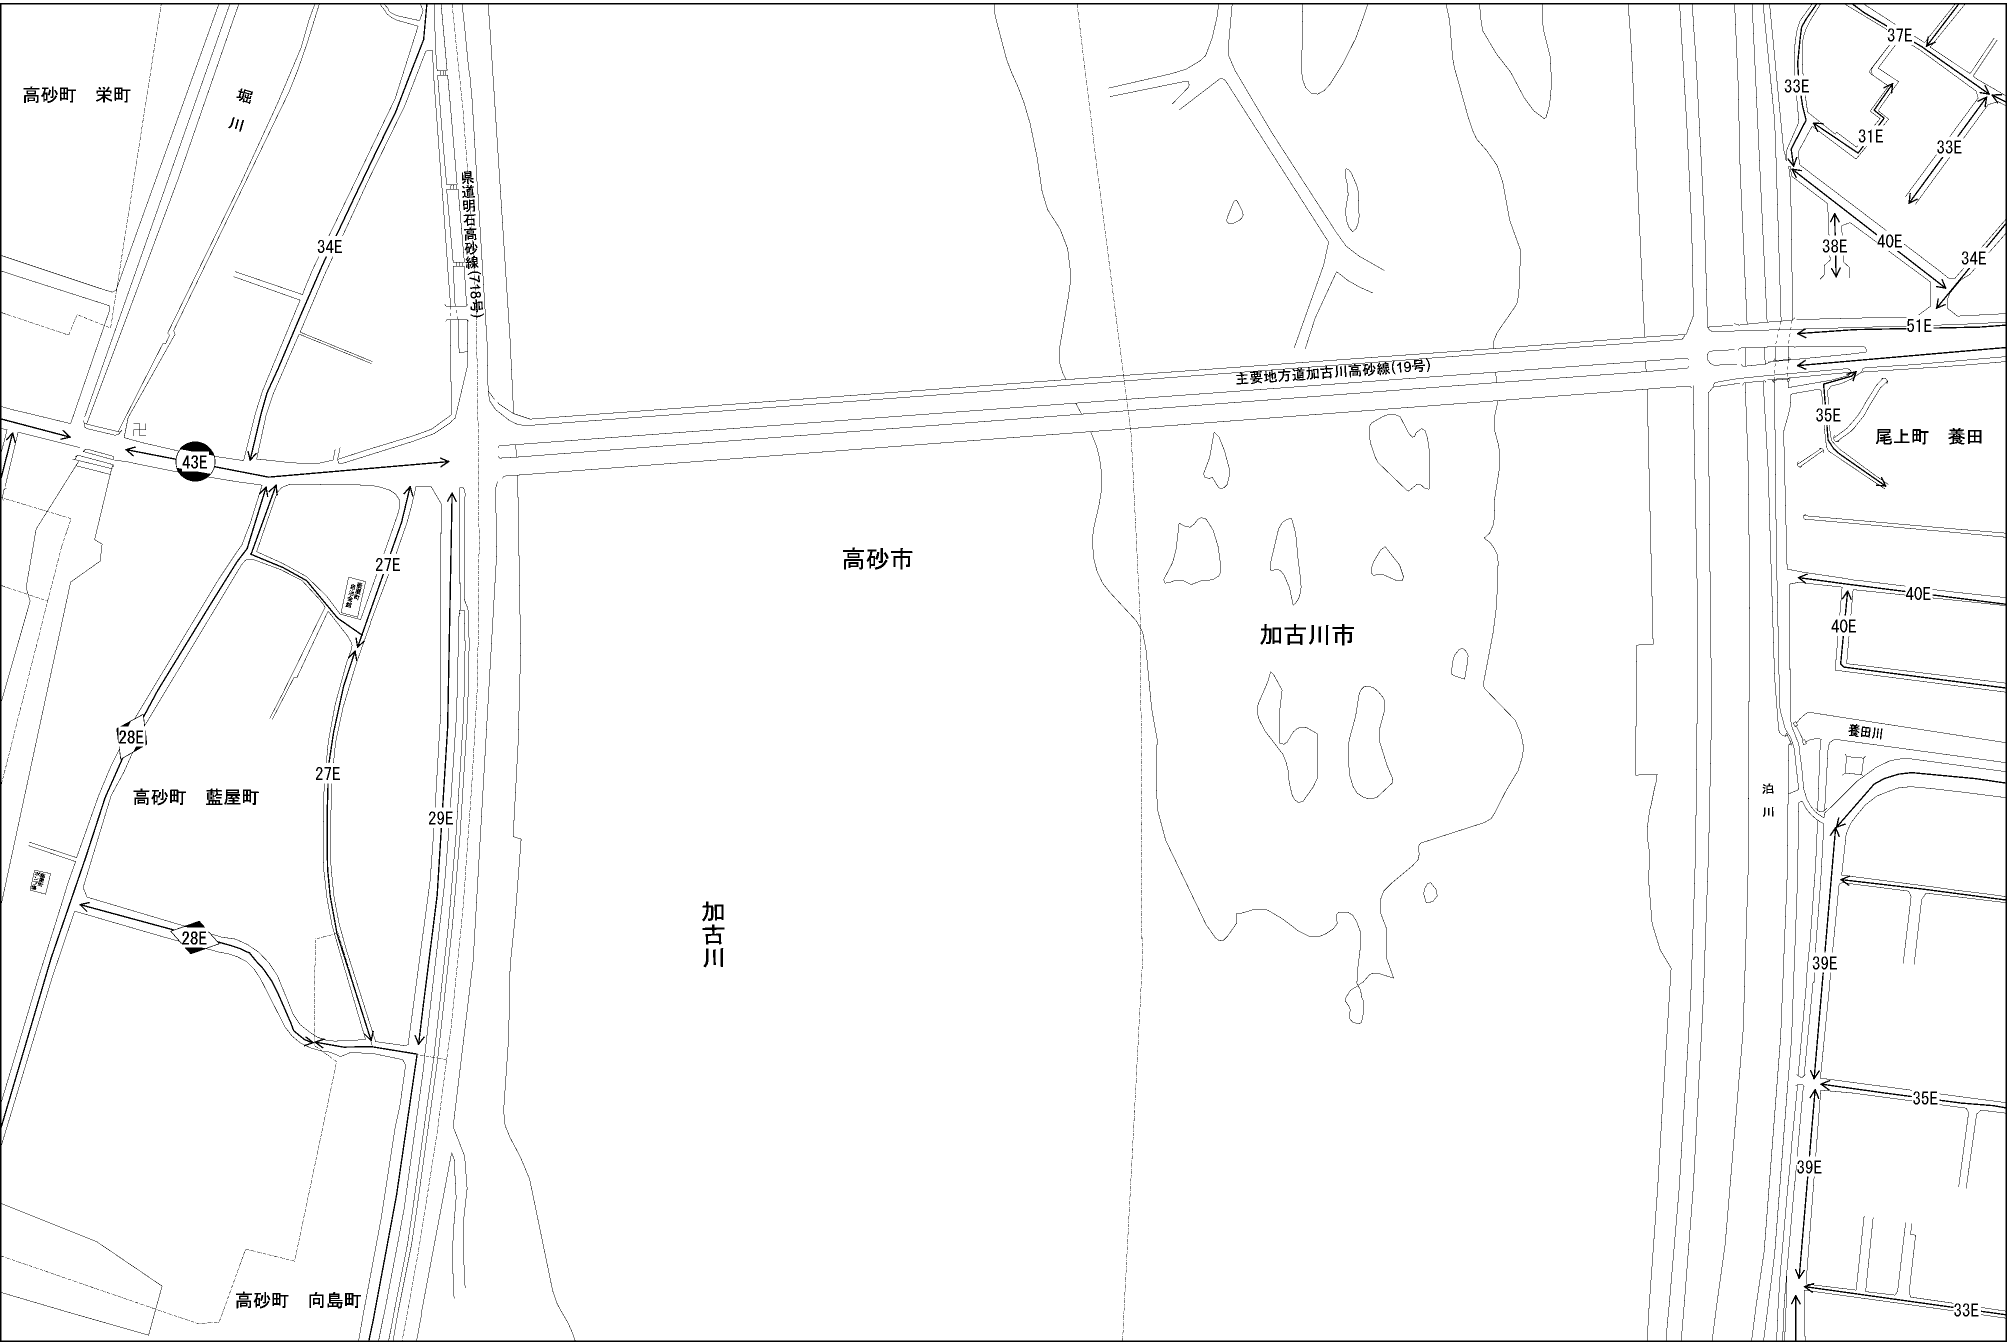 37E
33E
高砂町　栄町
堀川
31E
33E
県道明石高砂線(718号)
34E
38E
40E
34E
51E
主要地方道加古川高砂線(19号)
35E
卍
43E
尾上町　養田
高砂市
27E
40E
40E
加古川市
28E
養田川
27E
高砂町　藍屋町
泊川
29E
加古川
28E
39E
35E
39E
高砂町　向島町
33E